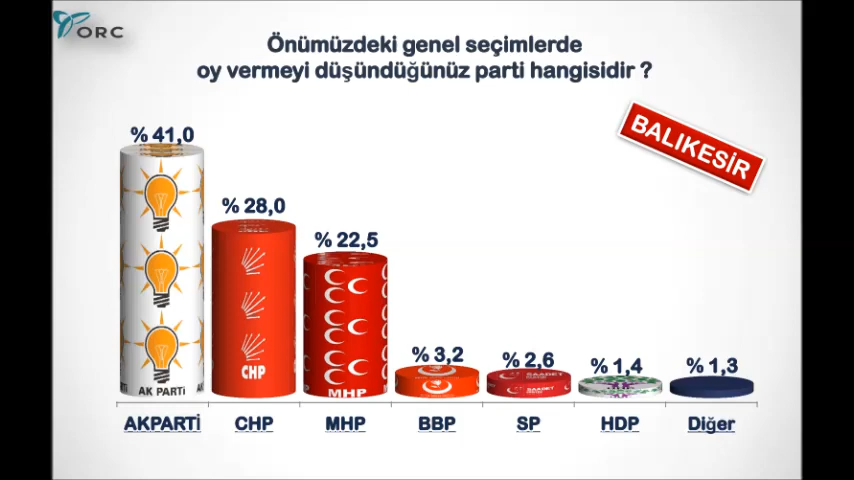 ORC
Önümüzdeki genel seçimlerde
oy vermeyi düşündüğünüz parti hangisidir ?
BALIKESİR
% 41,0
% 28,0
% 22,5
% 3,2
% 2,6
% 1,4
% 1,3
AK PARTİ
CHP
MHP
SAADET
AKPARTİ
CHP
MHP
BBP
SP
HDP
Diğer